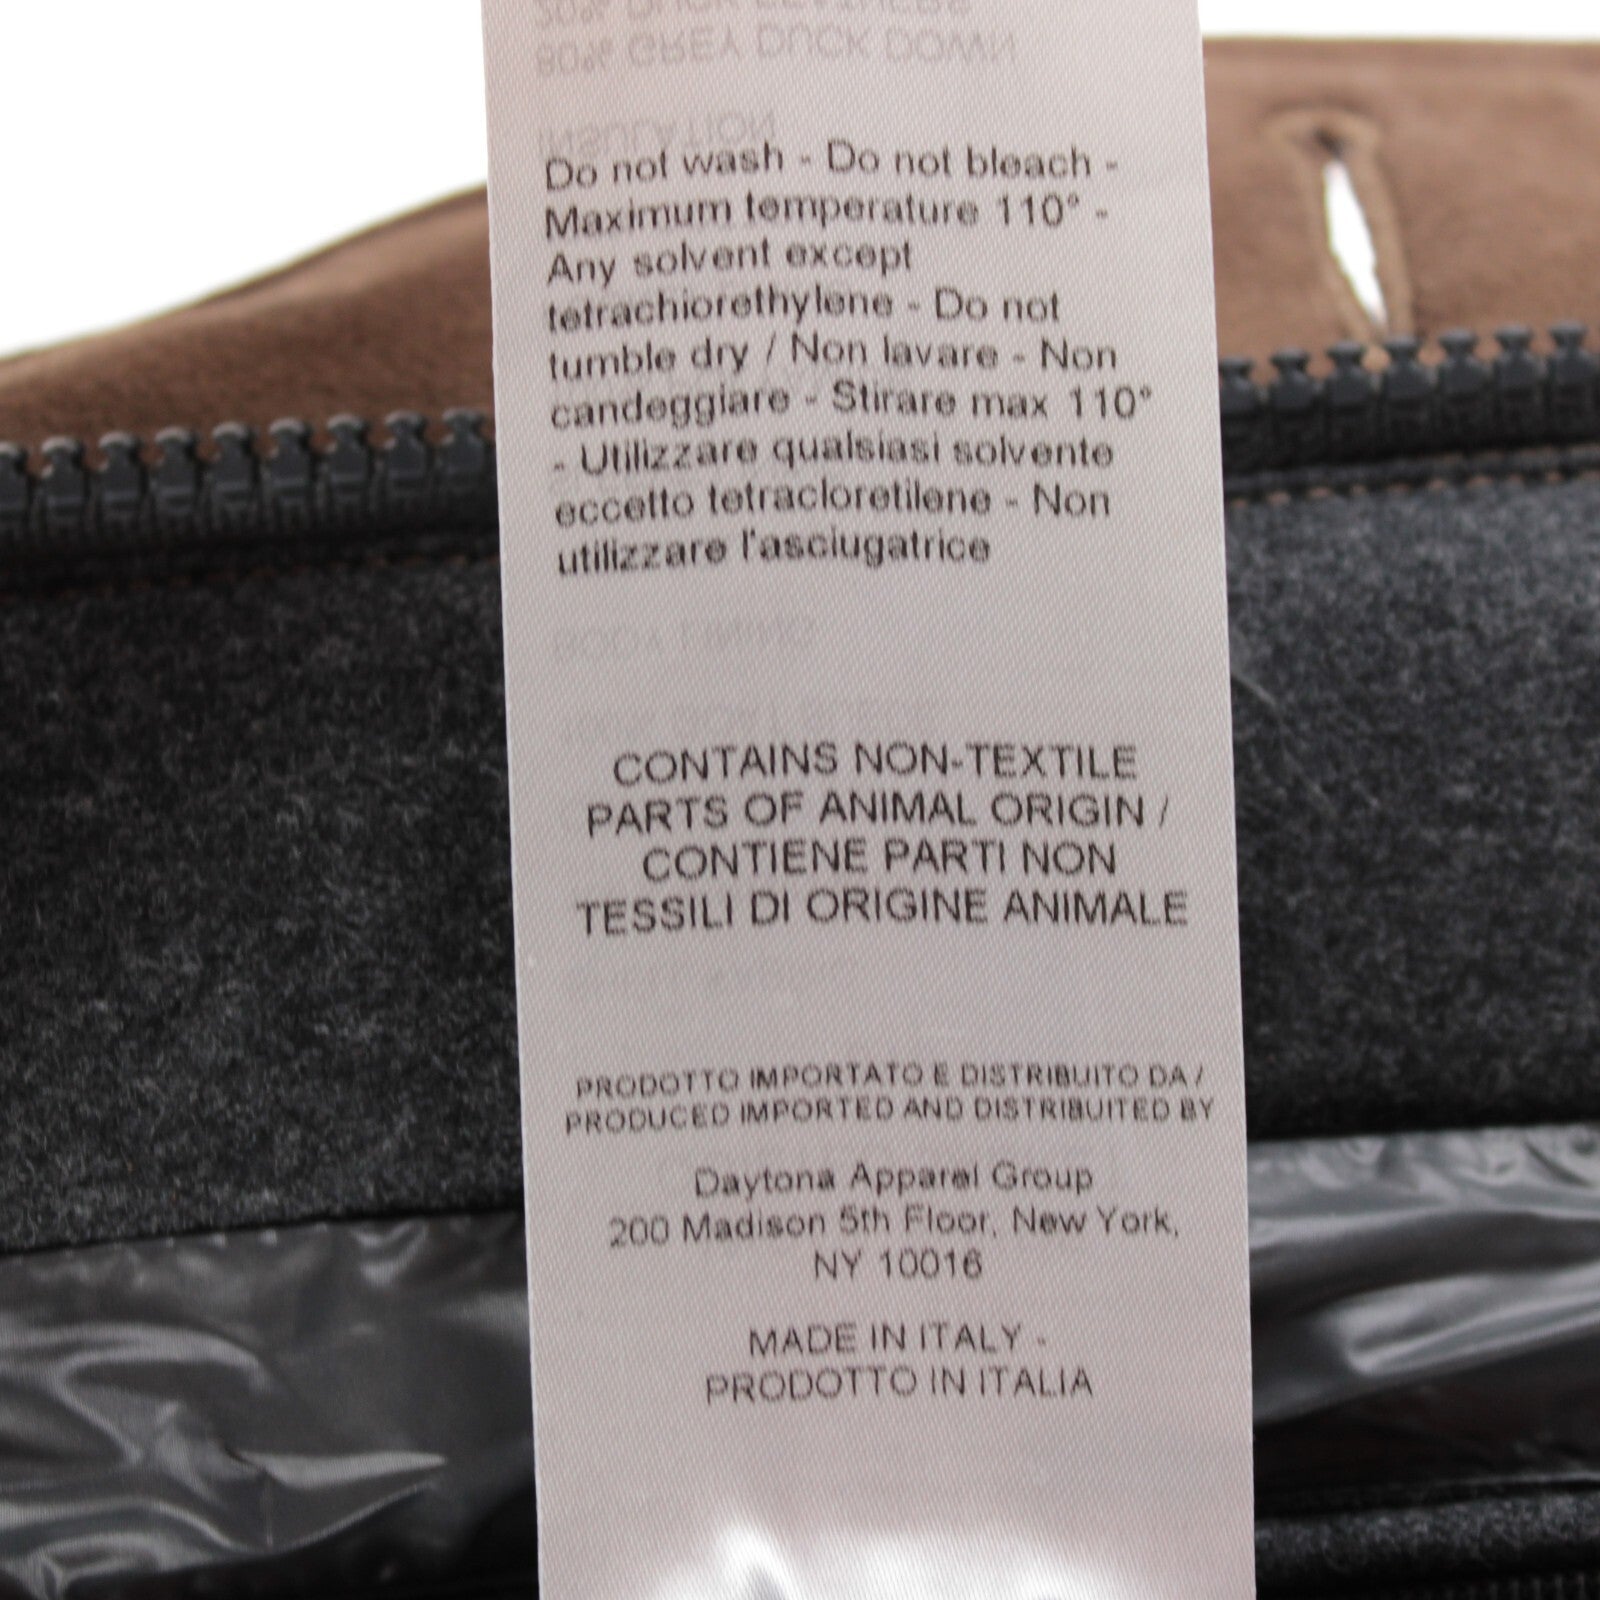 Do not wash - Do not bleach -
Maximum temperature 110° -
Any solvent except
tetrachiorethylene - Do not
tumble dry / Non lavare - Non
candeggiare - Stirare max 110°
- Utilizzare qualsiasi solvente
eccetto tetracloretilene - Non
utilizzare l'asciugatrice
CONTAINS NON-TEXTILE
PARTS OF ANIMAL ORIGIN /
CONTIENE PARTI NON
TESSILI DI ORIGINE ANIMALE
PRODOTTO IMPORTATO E DISTRIBUITO DA /
PRODUCED IMPORTED AND DISTRIBUITED BY
Daytona Apparel Group
200 Madison 5th Floor, New York,
NY 10016
MADE IN ITALY -
PRODOTTO IN ITALIA